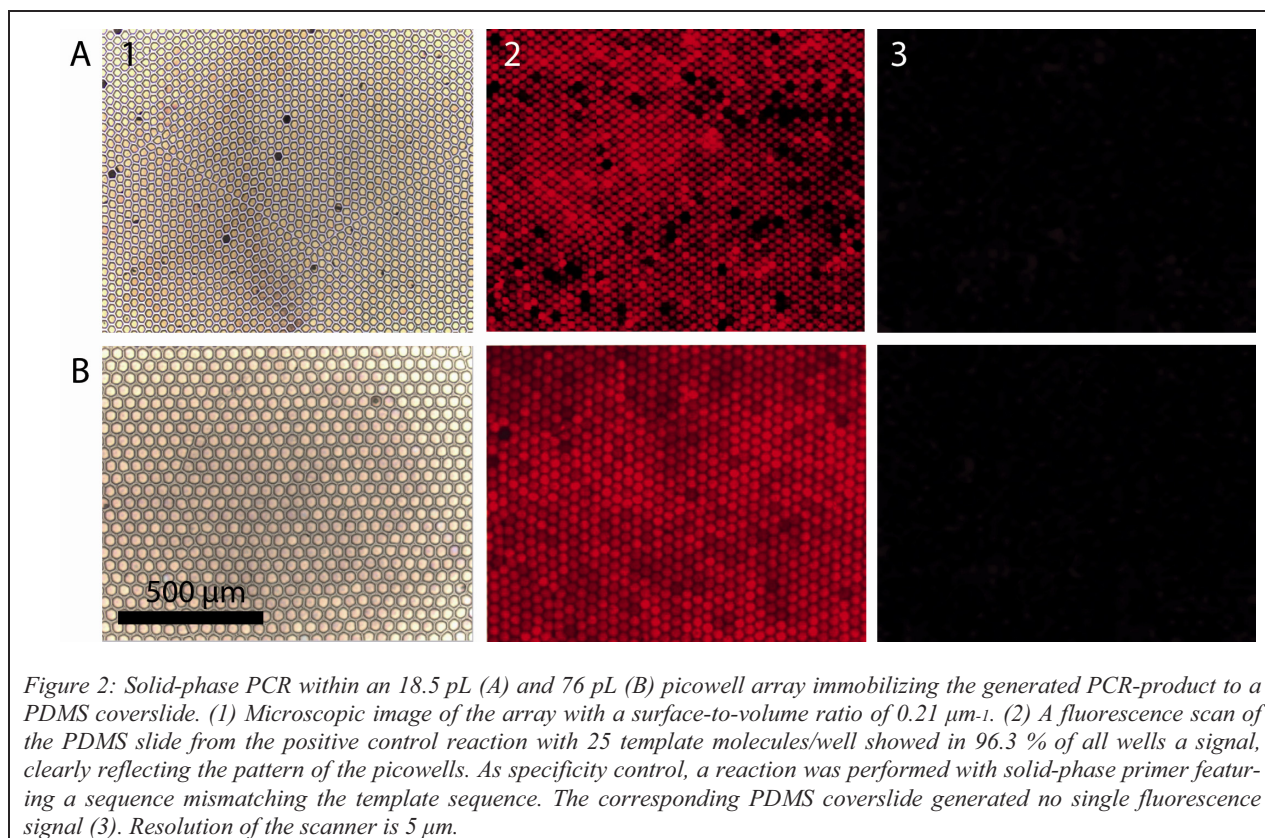 A 1 2 3
B
500 µm
Figure 2: Solid-phase PCR within an 18.5 pL (A) and 76 pL (B) picowell array immobilizing the generated PCR-product to a
PDMS coverslide. (1) Microscopic image of the array with a surface-to-volume ratio of 0.21 µm-1. (2) A fluorescence scan of
the PDMS slide from the positive control reaction with 25 template molecules/well showed in 96.3 % of all wells a signal,
clearly reflecting the pattern of the picowells. As specificity control, a reaction was performed with solid-phase primer featur-
ing a sequence mismatching the template sequence. The corresponding PDMS coverslide generated no single fluorescence
signal (3). Resolution of the scanner is 5 µm.